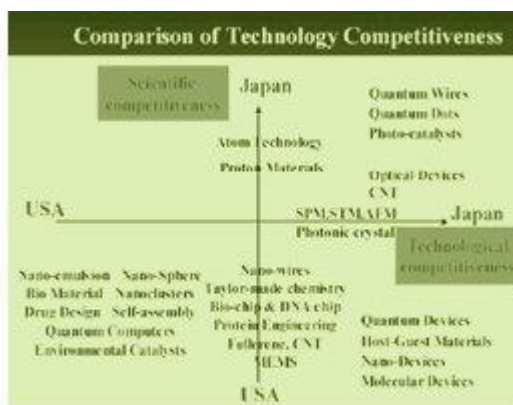 Comparison of Technology Competitiveness
Scientific
competitiveness
Japan
Quantum Wires
Quantum Dots
Photo-catalysts
Atom Technology
Proton Materials
Optical Devices
CNT
USA
SPM,STM,AFM
Japan
Photonic crystal
Technological
competitiveness
Nano-emulsion Nano-Sphere
Bio Material Nanoclusters
Drug Design Self-assembly
Quantum Computers
Environmental Catalysts
Nano-wires
Taylor-made chemistry
Bio-chip & DNA chip
Protein Engineering
Fullerene, CNT
MEMS
Quantum Devices
Host-Guest Materials
Nano-Devices
Molecular Devices
USA